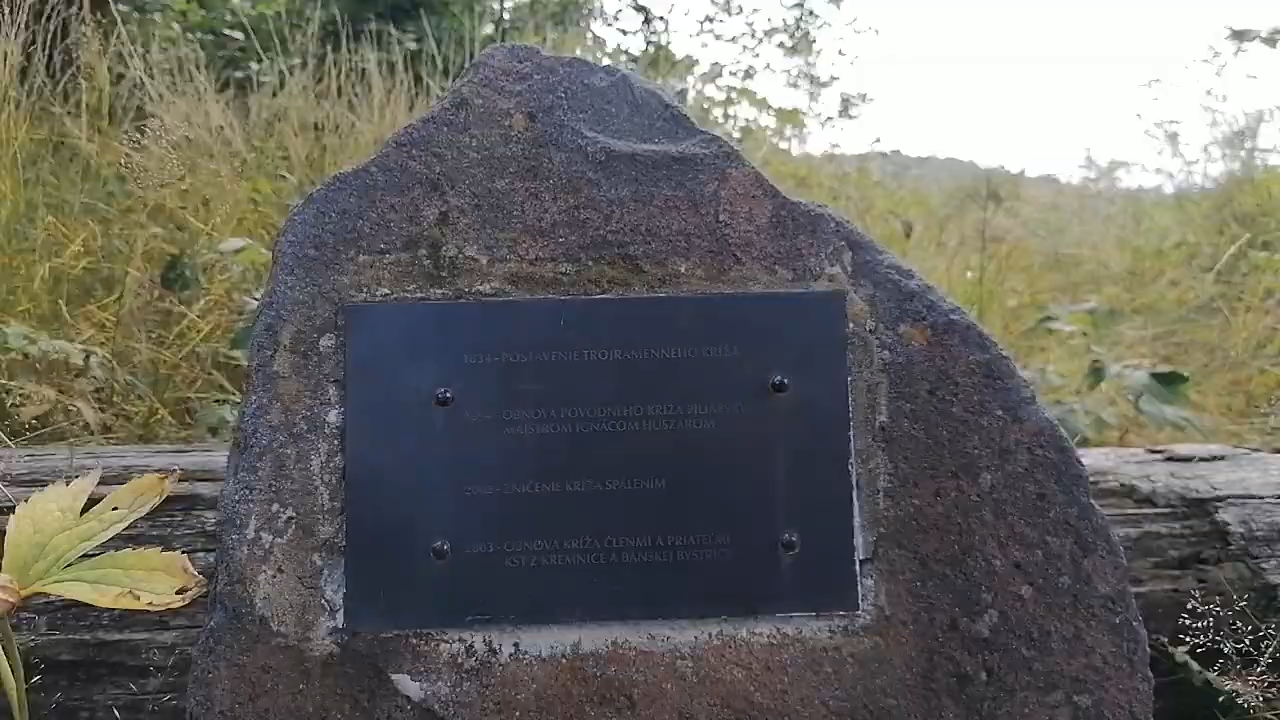 1834 - POSTAVENIE TROJRAMENNÉHO KRÍŽA
- OBNOVA PÔVODNÉHO KRÍŽA
MAJSTROM IGNÁCOM HUSZÁROM
- ZNIČENIE KRÍŽA SPÁLENÍM
2003 - OBNOVA KRÍŽA ČLENMI A PRIATEĽMI
KST Z KREMNICE A BANSKEJ BYSTRICE